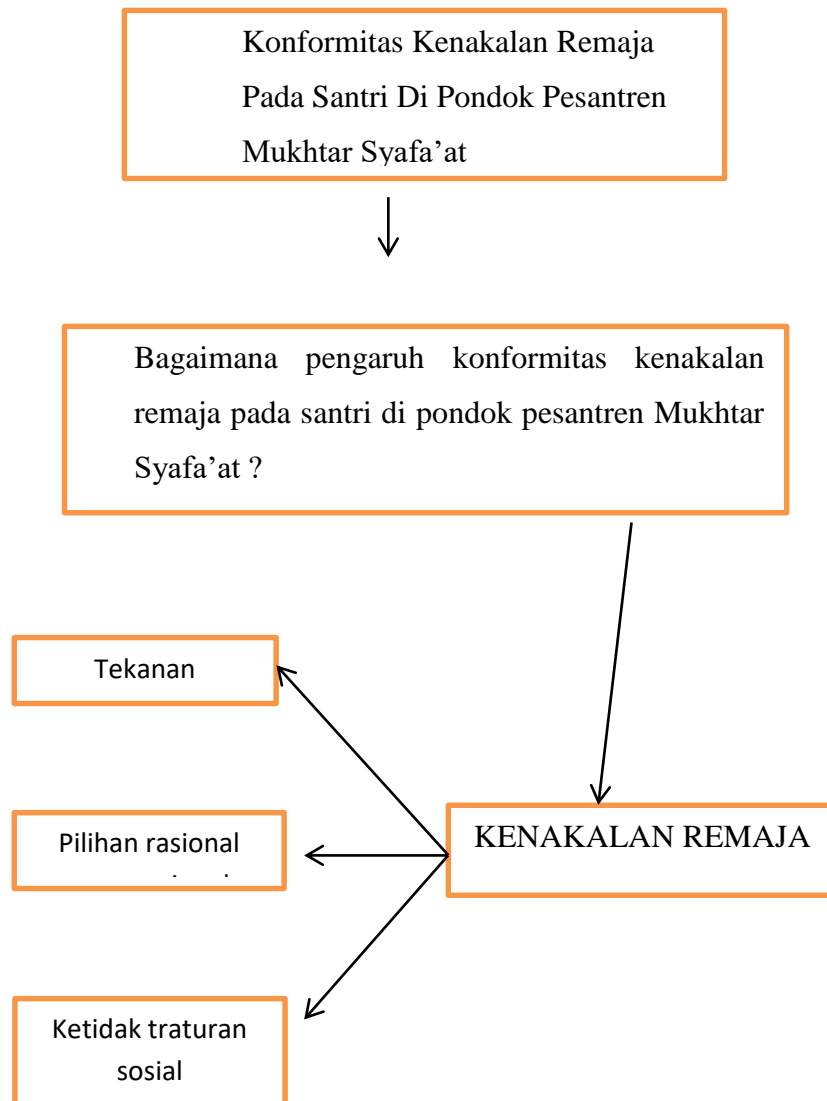 Konformitas Kenakalan Remaja
Pada Santri Di Pondok Pesantren
Mukhtar Syafa’at
Bagaimana pengaruh konformitas kenakalan
remaja pada santri di pondok pesantren Mukhtar
Syafa’at ?
Tekanan
Pilihan rasional
KENAKALAN REMAJA
Ketidak traturan
sosial